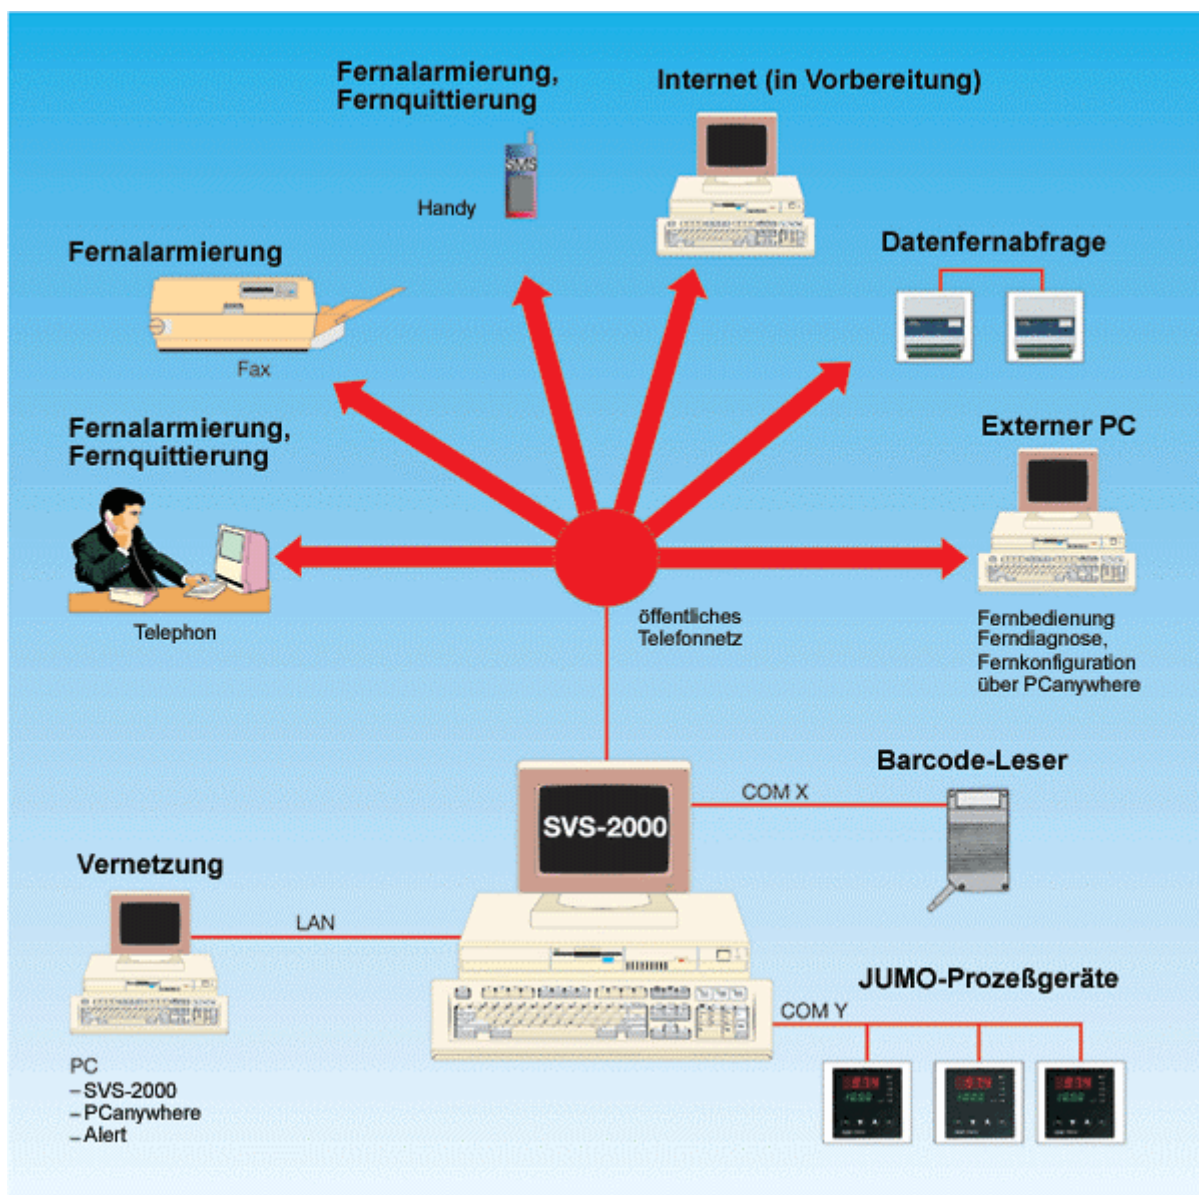 Fernalarmierung,
Fernquittierung
Internet (in Vorbereitung)
SMS
Handy
Fernalarmierung
Datenfernabfrage
Fax
Fernalarmierung,
Fernquittierung
Externer PC
öffentliches
Telefonnetz
Telephon
Fernbedienung
Ferndiagnose,
Fernkonfiguration
über PCanywhere
Barcode-Leser
COM X
SVS-2000
Vernetzung
LAN
JUMO-Prozeßgeräte
COM Y
PC
– SVS-2000
– PCanywhere
– Alert